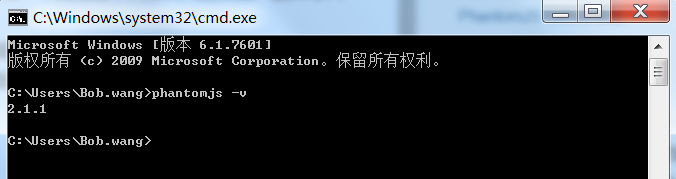 C:\Windows\system32\cmd.exe
Microsoft Windows [版本 6.1.7601]
版权所有 (c) 2009 Microsoft Corporation。保留所有权利。
C:\Users\Bob.wang>phantomjs -v
2.1.1
C:\Users\Bob.wang>